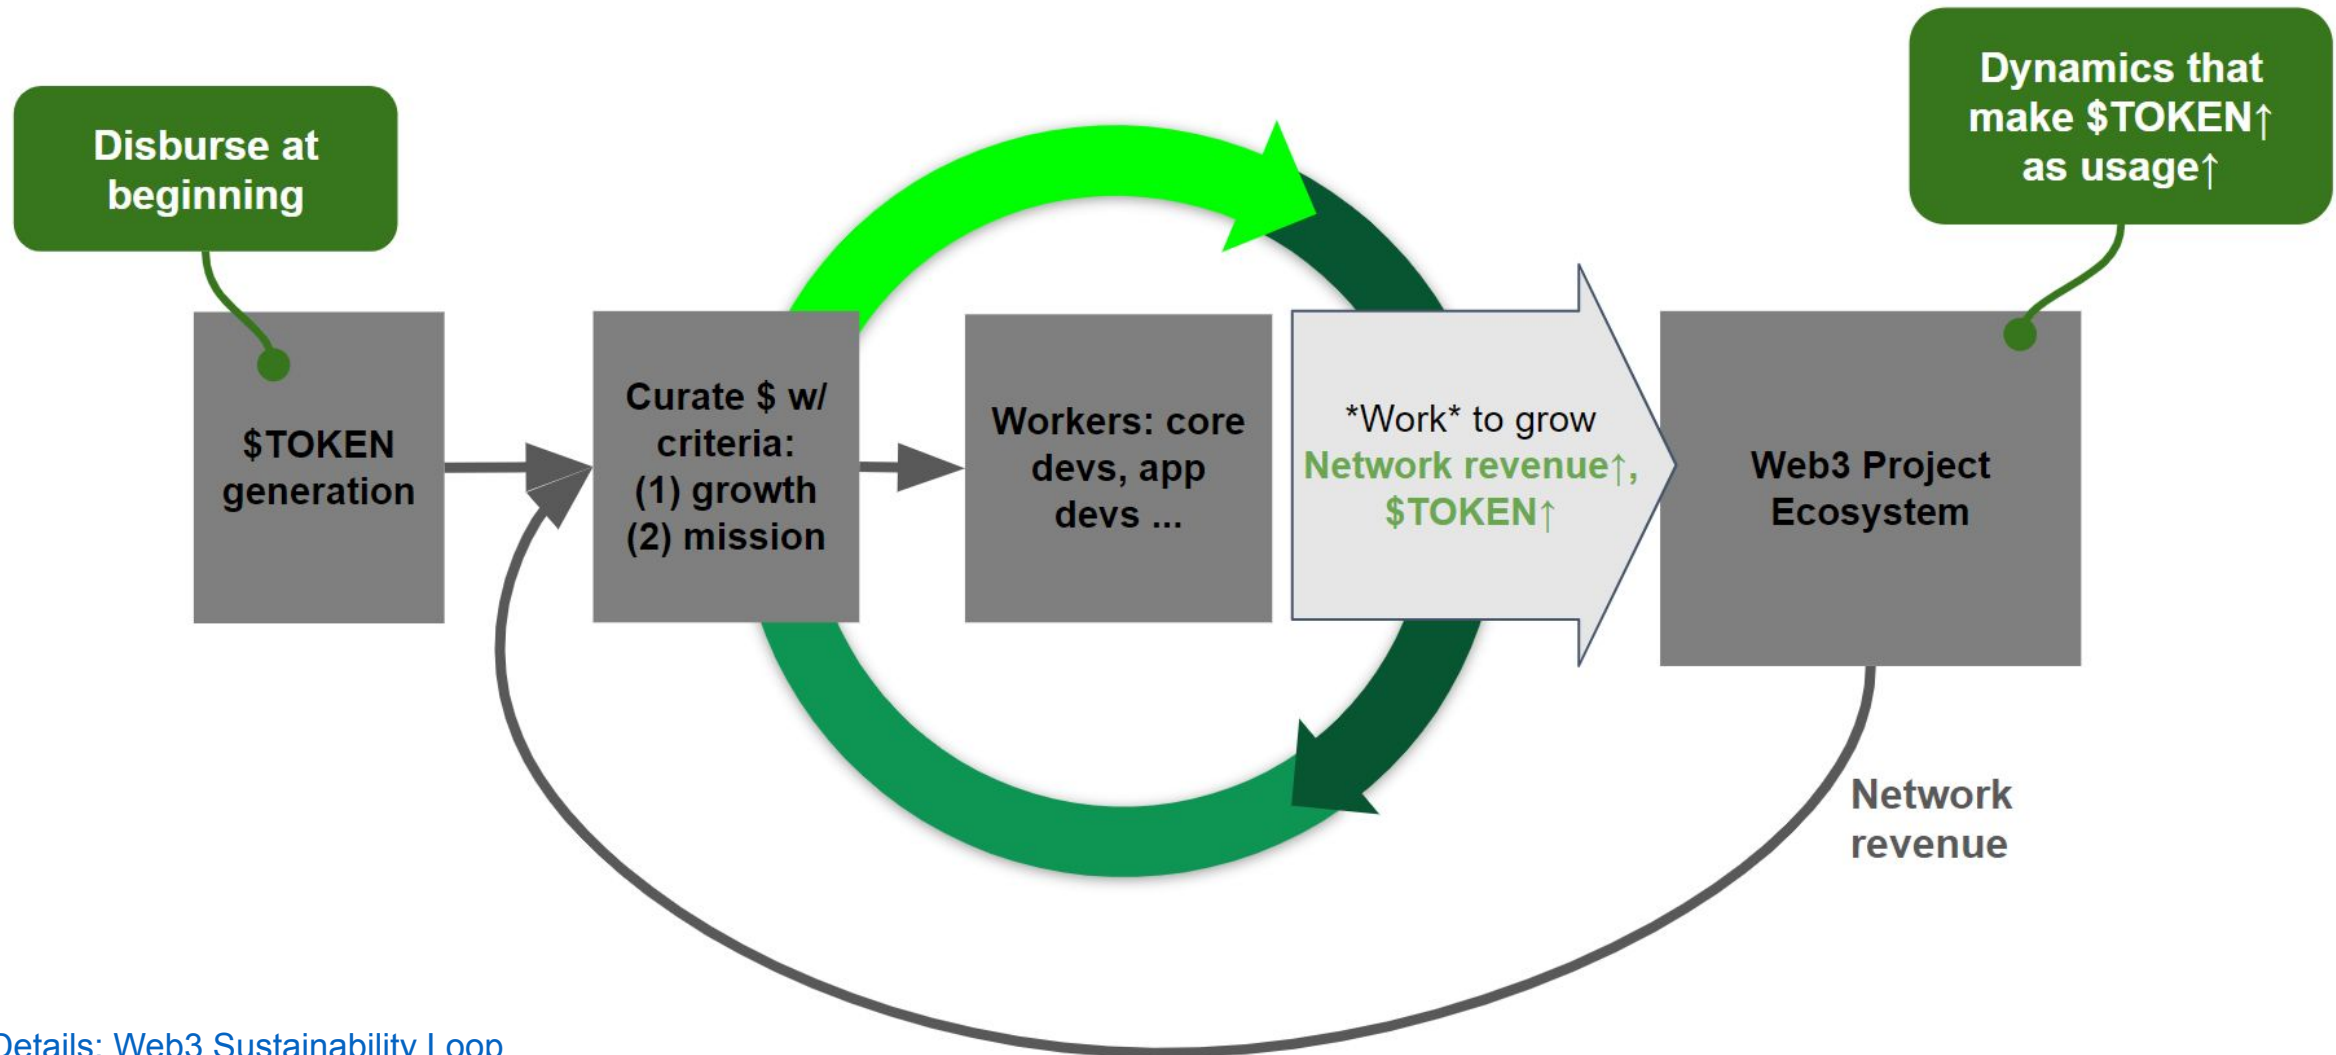 Disburse at
beginning
Dynamics that
make $TOKEN↑
as usage↑
$TOKEN
generation
Curate $ w/
criteria:
(1) growth
(2) mission
Workers: core
devs, app
devs ...
*Work* to grow
Network revenue↑,
$TOKEN↑
Web3 Project
Ecosystem
Network
revenue
Details: Web3 Sustainability Loop